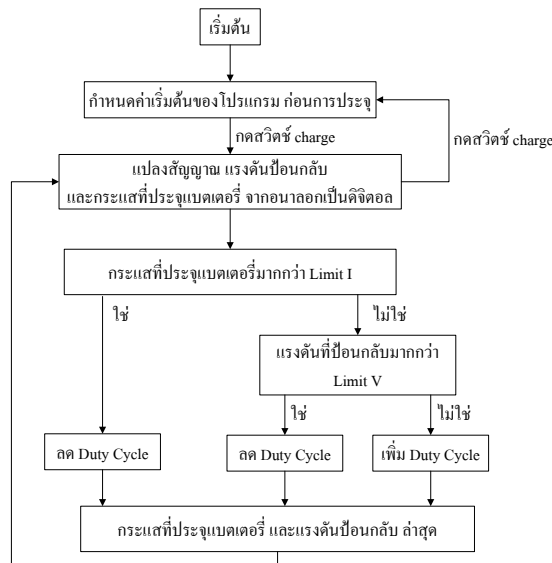 เริ่มต้น
กำหนดค่าเริ่มต้นของโปรแกรม ก่อนการประจุ
กดสวิตช์ charge
กดสวิตช์ charge
แปลงสัญญาณ แรงดันป้อนกลับ
และกระแสที่ประจุแบตเตอรี่ จากอนาลอกเป็นดิจิตอล
กระแสที่ประจุแบตเตอรี่มากกว่า Limit I
ใช่
ไม่ใช่
แรงดันที่ป้อนกลับมากกว่า
Limit V
ใช่
ไม่ใช่
ลด Duty Cycle
ลด Duty Cycle
เพิ่ม Duty Cycle
กระแสที่ประจุแบตเตอรี่ และแรงดันป้อนกลับ ล่าสุด